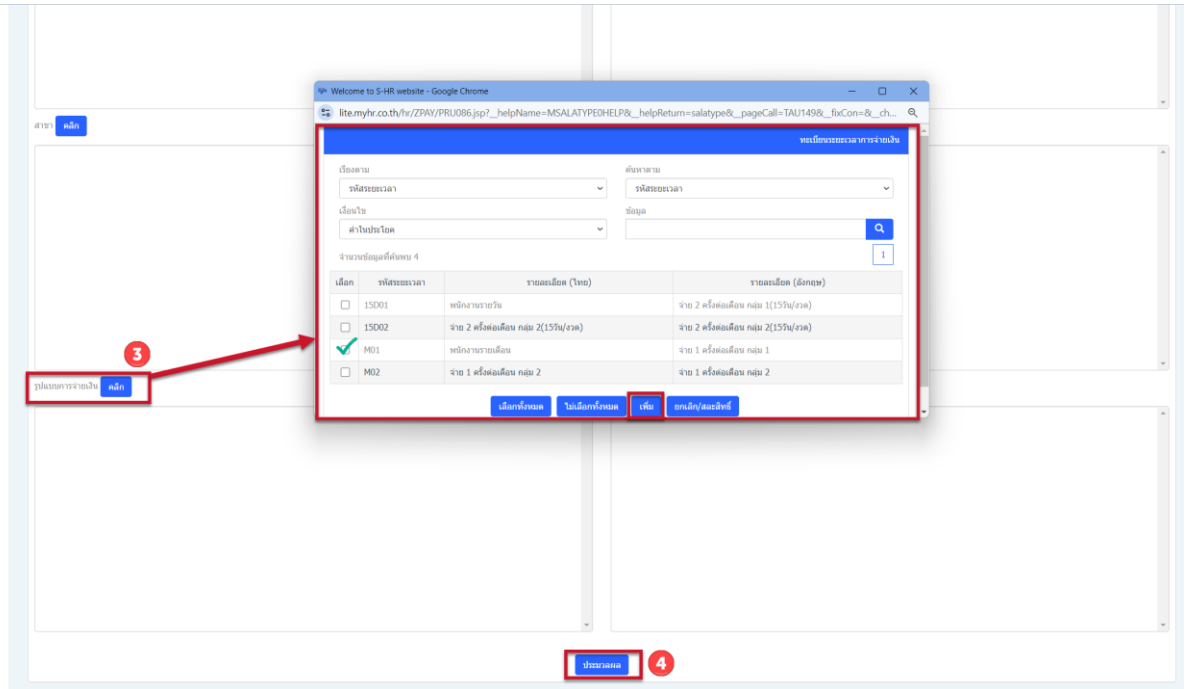 Welcome to S-HR website - Google Chrome
lite.myhr.co.th/hr/ZPAY/PRU086.jsp?_helpName=MSALATYPE0HELP&_helpReturn=salatype&_pageCall=TAU149&_fixCon=&_ch...
ทะเบียนระยะเวลาการจ่ายเงิน
สาขา คลิก
เรียงตาม ค้นหาตาม
รหัสระยะเวลา รหัสระยะเวลา
เงื่อนไข ข้อมูล
คำในประโยค
จำนวนข้อมูลที่ค้นพบ 4 1
เลือก รหัสระยะเวลา รายละเอียด (ไทย) รายละเอียด (อังกฤษ)
15D01 พนักงานรายวัน จ่าย 2 ครั้งต่อเดือน กลุ่ม 1(15วัน/งวด)
15D02 จ่าย 2 ครั้งต่อเดือน กลุ่ม 2(15วัน/งวด) จ่าย 2 ครั้งต่อเดือน กลุ่ม 2(15วัน/งวด)
M01 พนักงานรายเดือน จ่าย 1 ครั้งต่อเดือน กลุ่ม 1
M02 จ่าย 1 ครั้งต่อเดือน กลุ่ม 2 จ่าย 1 ครั้งต่อเดือน กลุ่ม 2
3
รูปแบบการจ่ายเงิน คลิก
เลือกทั้งหมด ไม่เลือกทั้งหมด เพิ่ม ยกเลิก/สละสิทธิ์
ประมวลผล 4